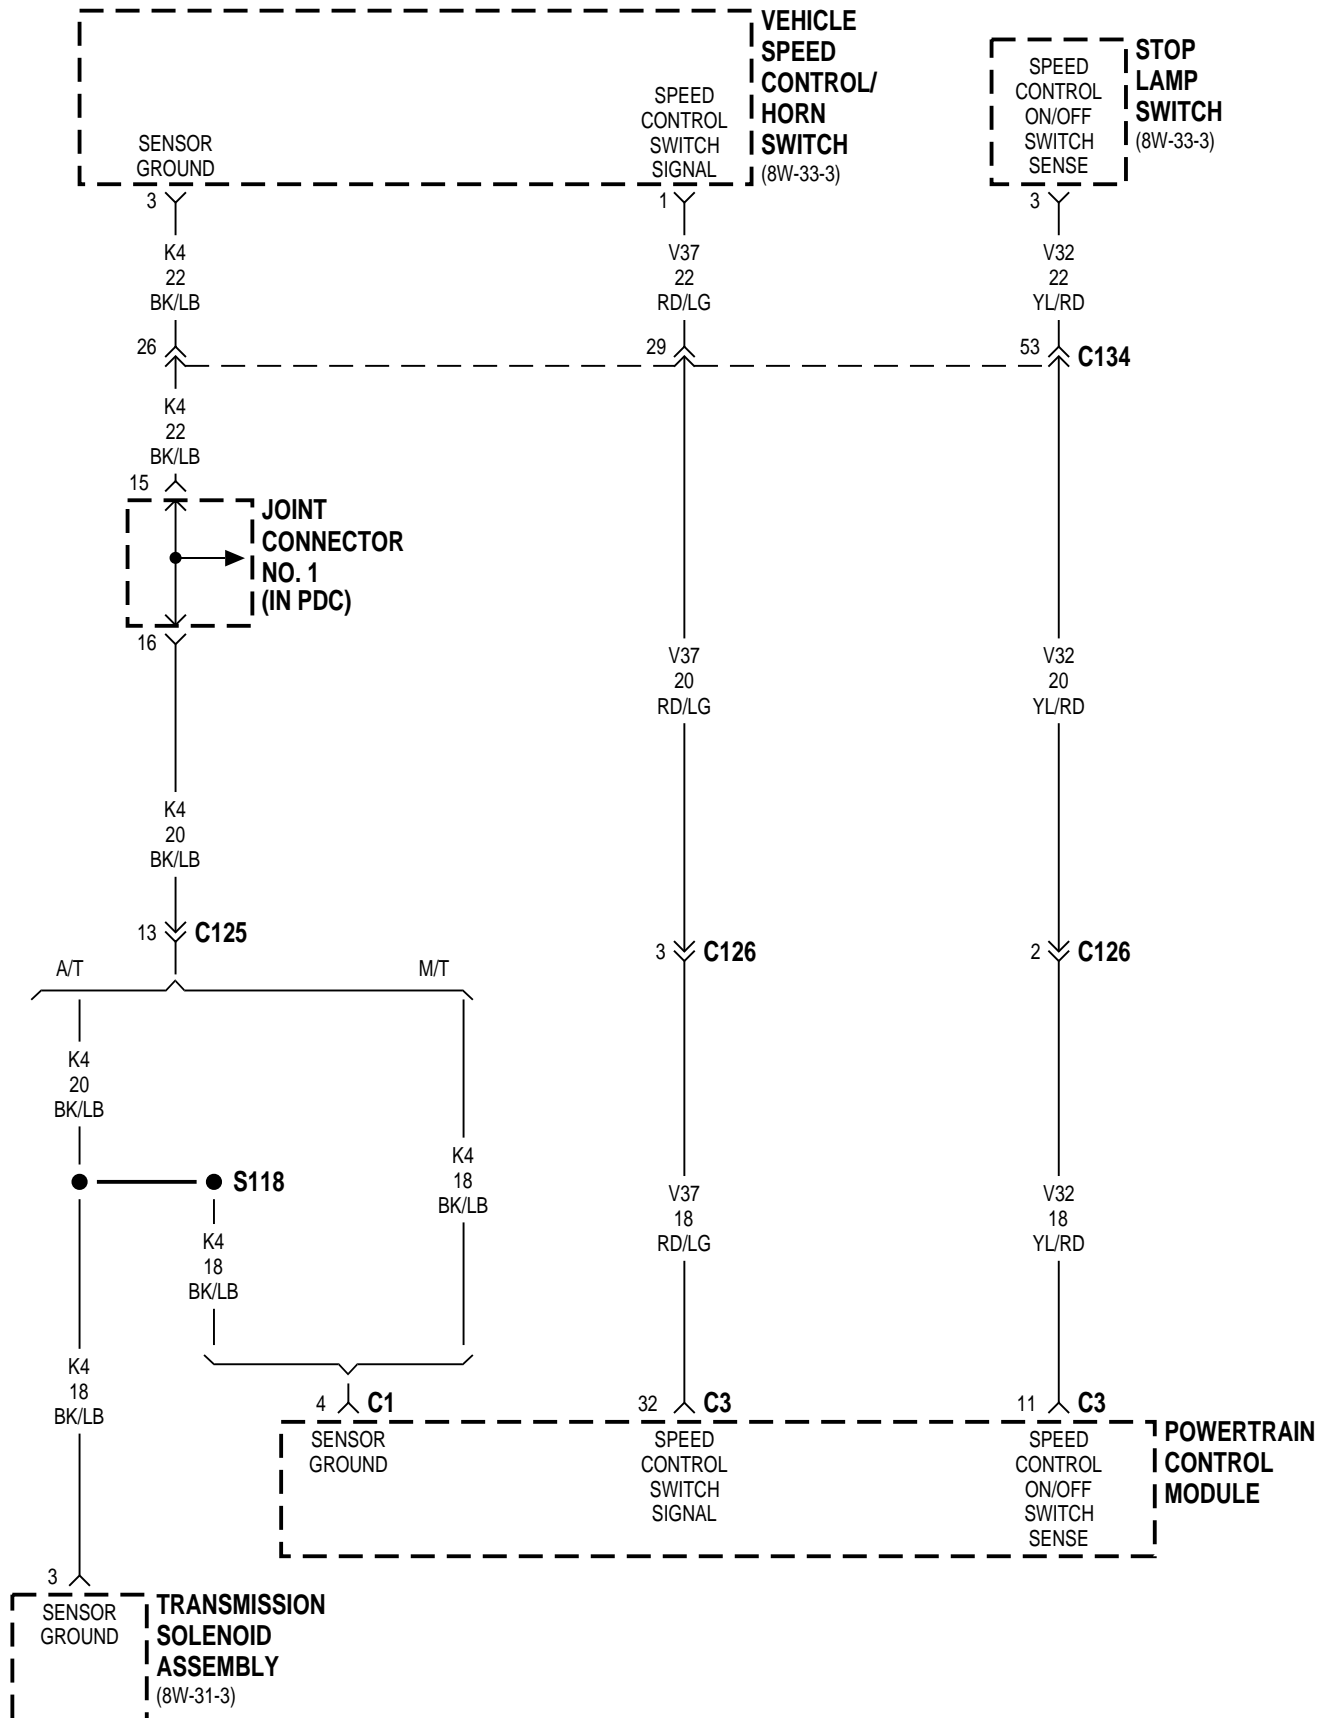 VEHICLE
SPEED
CONTROL/
HORN
SWITCH
(8W-33-3)
SENSOR
GROUND
SPEED
CONTROL
SWITCH
SIGNAL
STOP
LAMP
SWITCH
(8W-33-3)
SPEED
CONTROL
ON/OFF
SWITCH
SENSE
3
1
3
K4
22
BK/LB
V37
22
RD/LG
V32
22
YL/RD
26
29
53
C134
K4
22
BK/LB
15
JOINT
CONNECTOR
NO. 1
(IN PDC)
16
V37
20
RD/LG
V32
20
YL/RD
K4
20
BK/LB
13
C125
3
C126
2
C126
A/T
M/T
K4
20
BK/LB
S118
K4
18
BK/LB
K4
18
BK/LB
V37
18
RD/LG
V32
18
YL/RD
K4
18
BK/LB
4
C1
32
C3
11
C3
SENSOR
GROUND
SPEED
CONTROL
SWITCH
SIGNAL
SPEED
CONTROL
ON/OFF
SWITCH
SENSE
POWERTRAIN
CONTROL
MODULE
3
SENSOR
GROUND
TRANSMISSION
SOLENOID
ASSEMBLY
(8W-31-3)